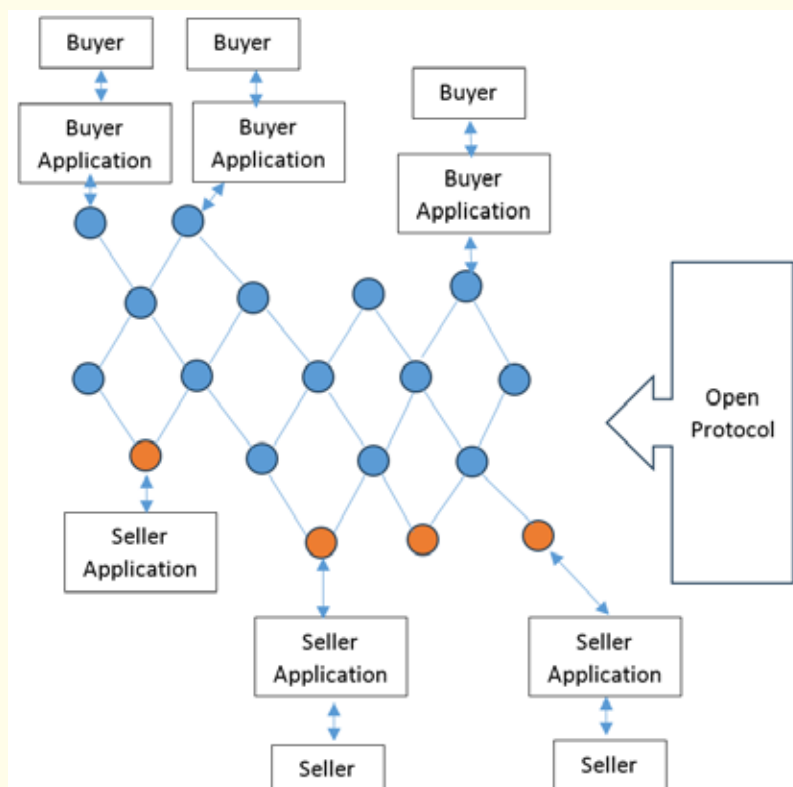 Buyer
Buyer
Buyer
Application
Buyer
Application
Buyer
Buyer
Application
Open
Protocol
Seller
Application
Seller
Application
Seller
Application
Seller
Seller